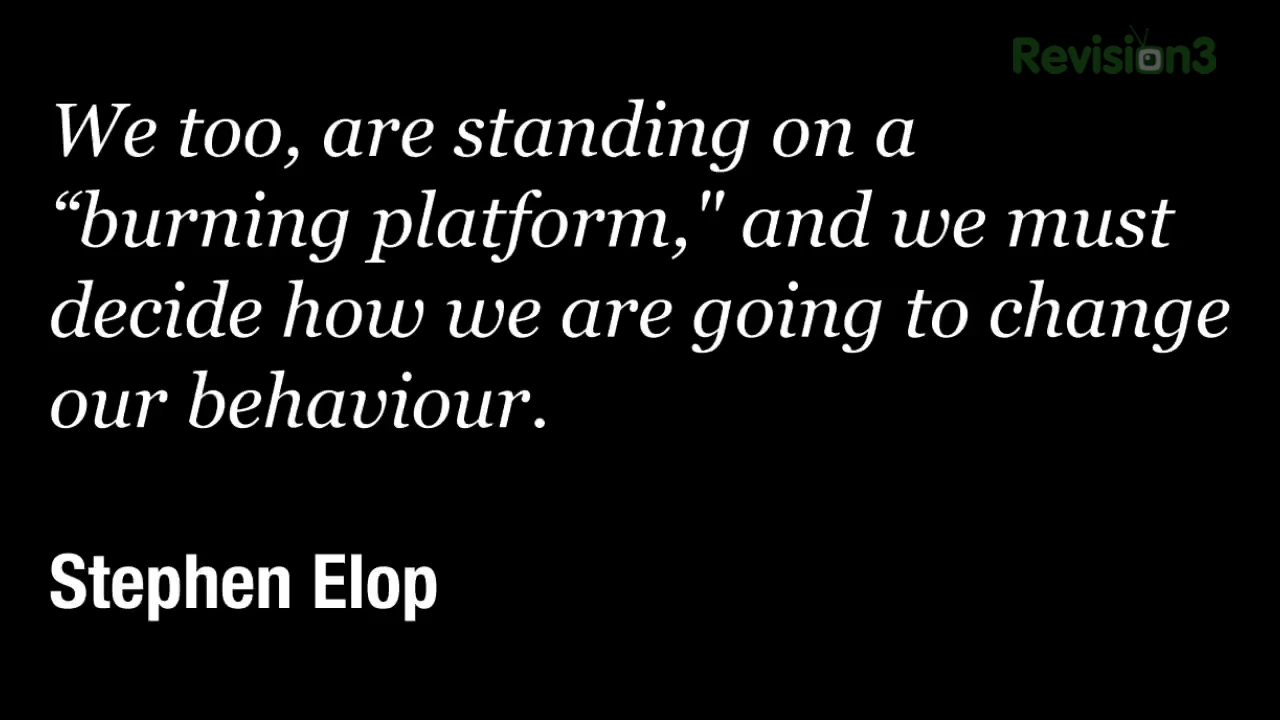 Revision3
We too, are standing on a
“burning platform," and we must
decide how we are going to change
our behaviour.
Stephen Elop